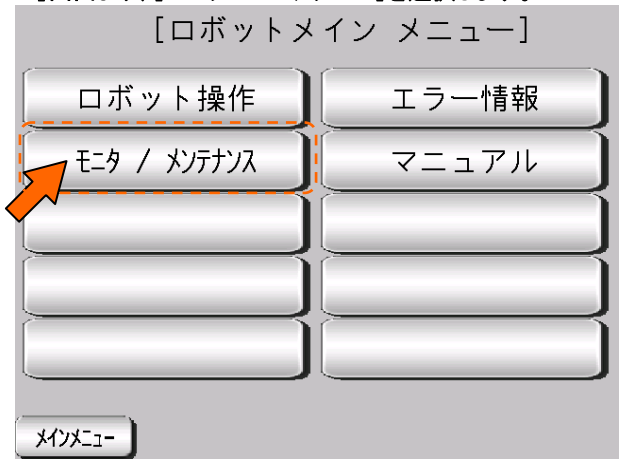 [ロボットメイン メニュー]
ロボット操作
エラー情報
モニタ / メンテナンス
マニュアル
メインメニュー